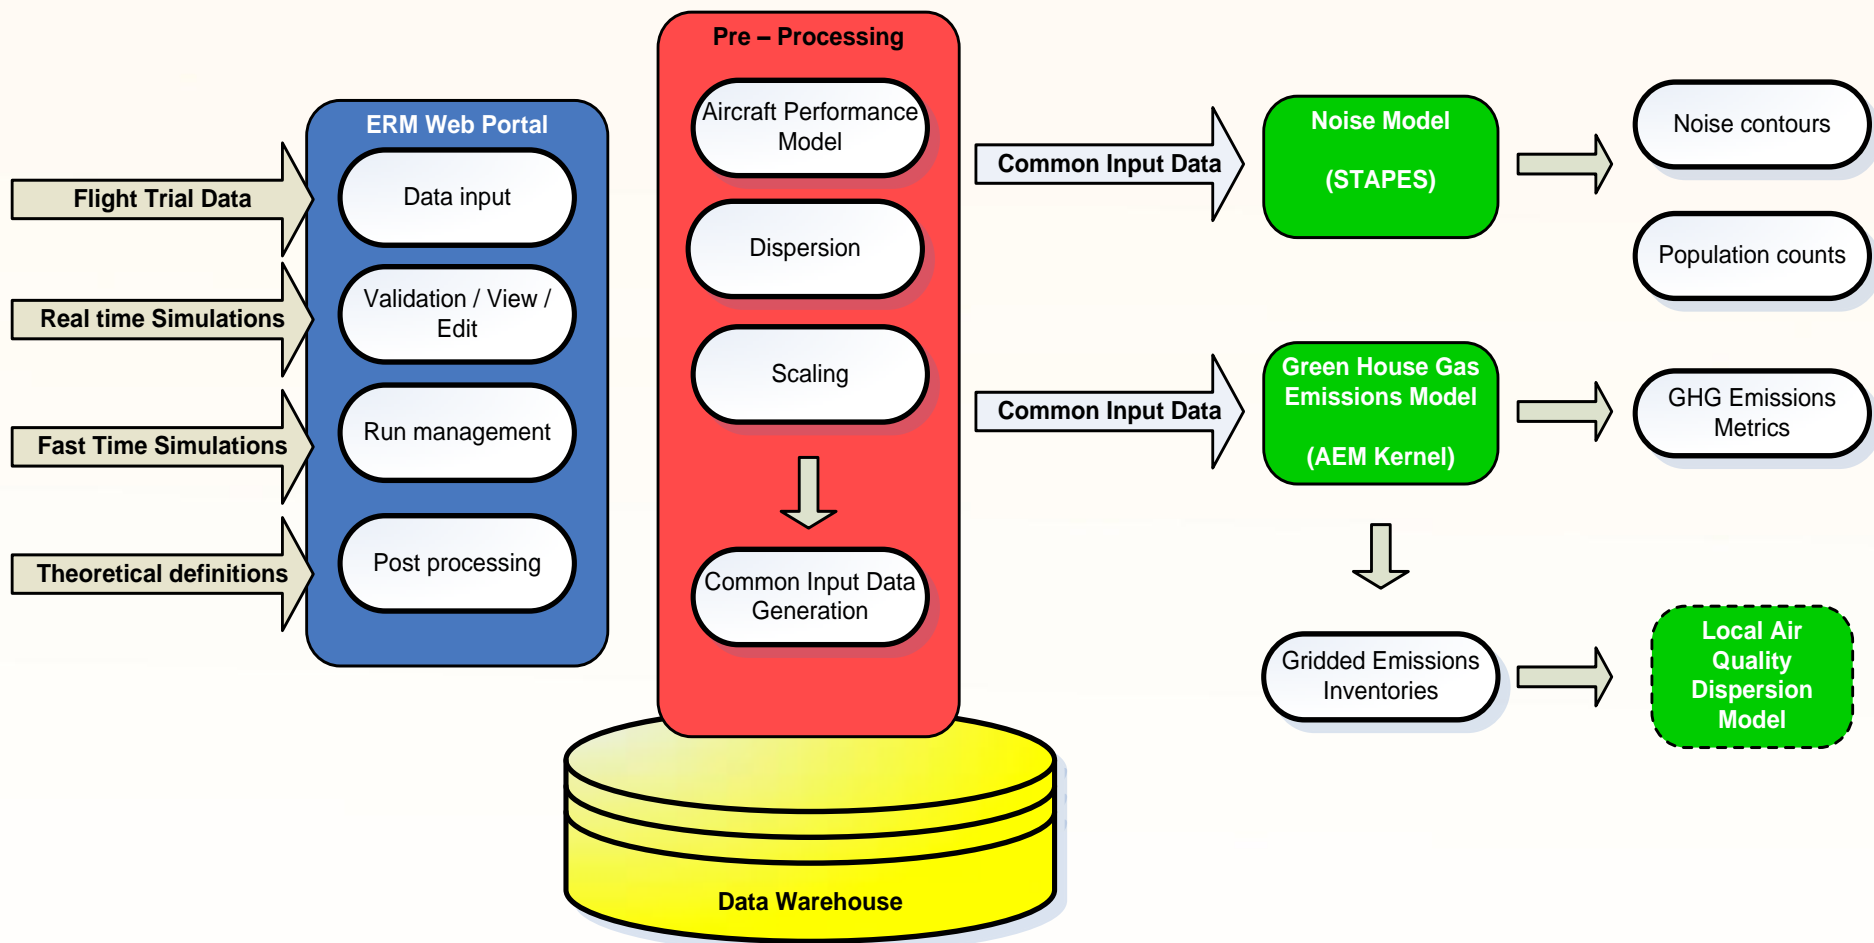 Flight Trial Data
Real time Simulations
Fast Time Simulations
Theoretical definitions
ERM Web Portal
Data input
Validation / View /
Edit
Run management
Post processing
Pre – Processing
Aircraft Performance
Model
Dispersion
Scaling
Common Input Data
Generation
Data Warehouse
Common Input Data
Common Input Data
Noise Model
(STAPES)
Noise contours
Population counts
Green House Gas
Emissions Model
(AEM Kernel)
GHG Emissions
Metrics
Gridded Emissions
Inventories
Local Air
Quality
Dispersion
Model